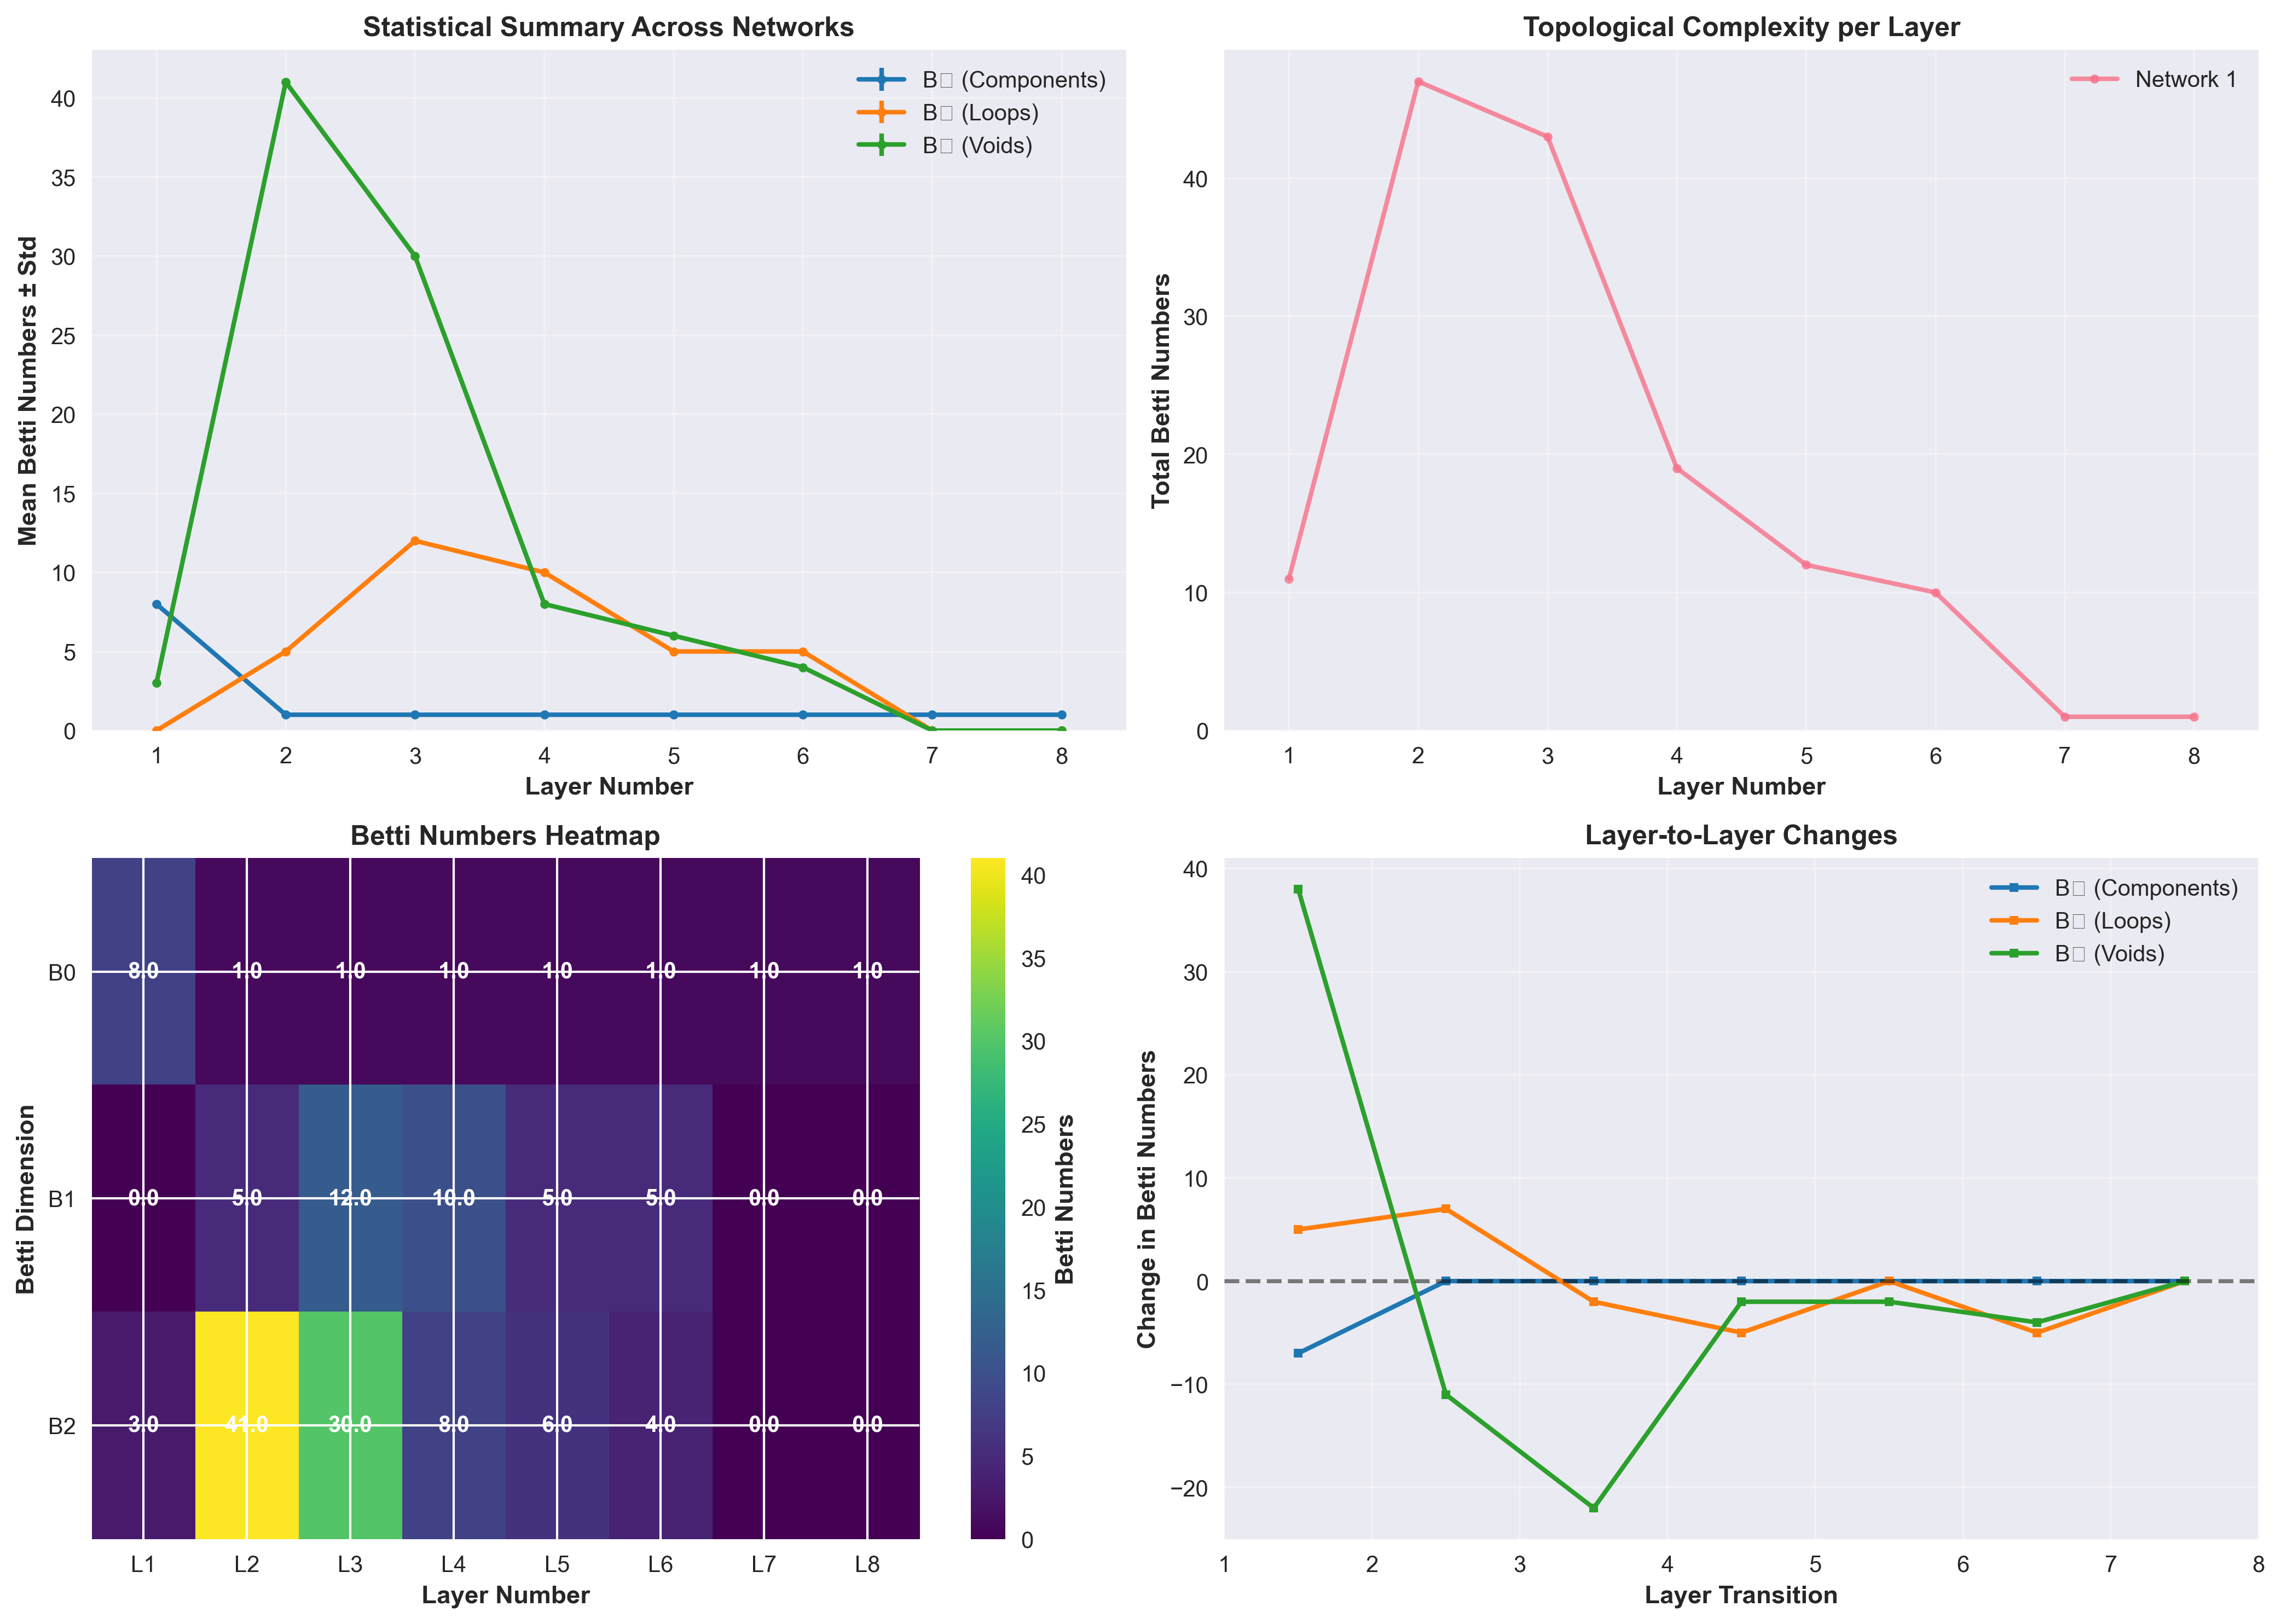 Statistical Summary Across Networks
Mean Betti Numbers ± Std
40
35
30
25
20
15
10
5
0
B□ (Components)
B□ (Loops)
B□ (Voids)
1 2 3 4 5 6 7 8
Layer Number
Topological Complexity per Layer
Total Betti Numbers
40
30
20
10
0
Network 1
1 2 3 4 5 6 7 8
Layer Number
Betti Numbers Heatmap
Betti Dimension
B0
8.0 1.0 1.0 1.0 1.0 1.0 1.0 1.0
B1
0.0 5.0 12.0 10.0 5.0 5.0 0.0 0.0
B2
3.0 41.0 30.0 8.0 6.0 4.0 0.0 0.0
L1 L2 L3 L4 L5 L6 L7 L8
Layer Number
40
35
30
25
20
15
10
5
0
Betti Numbers
Layer-to-Layer Changes
Change in Betti Numbers
40
30
20
10
0
−10
−20
B□ (Components)
B□ (Loops)
B□ (Voids)
1 2 3 4 5 6 7 8
Layer Transition